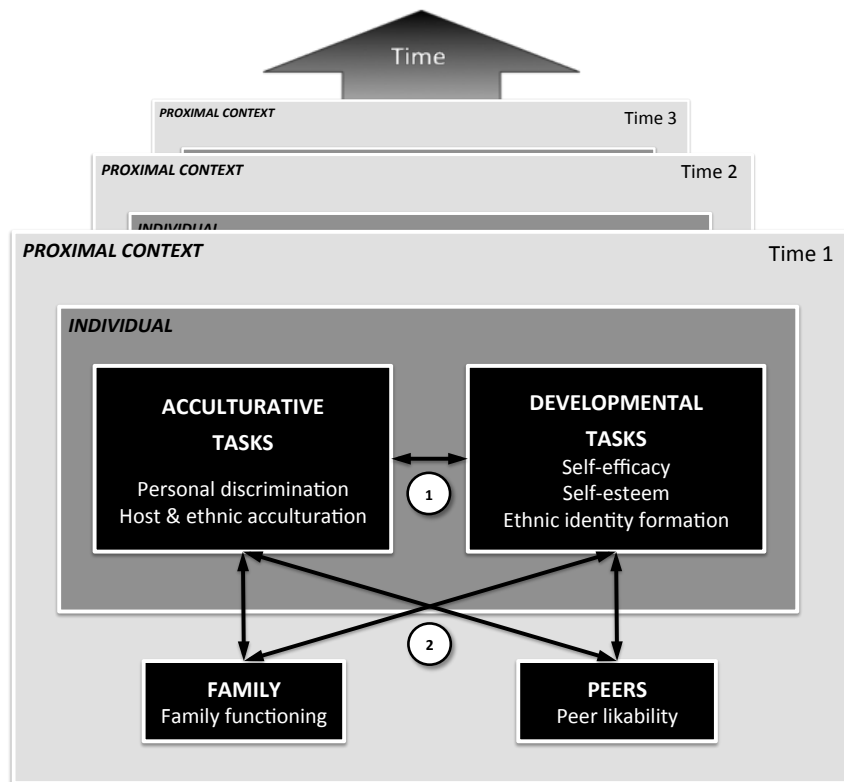 Time
PROXIMAL CONTEXT
Time 3
PROXIMAL CONTEXT
Time 2
INDIVIDUAL
PROXIMAL CONTEXT
Time 1
INDIVIDUAL
ACCULTURATIVE
TASKS
Personal discrimination
Host & ethnic acculturation
DEVELOPMENTAL
TASKS
Self-efficacy
Self-esteem
Ethnic identity formation
1
2
FAMILY
Family functioning
PEERS
Peer likability